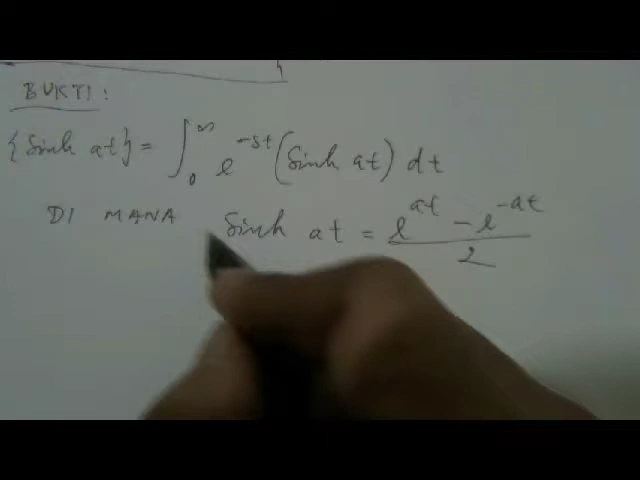 BUKTI:
{Sinh at} = ∫₀^∞ e^{-st} (Sinh at) dt
DI MANA Sinh at = (e^{at} - e^{-at})/2